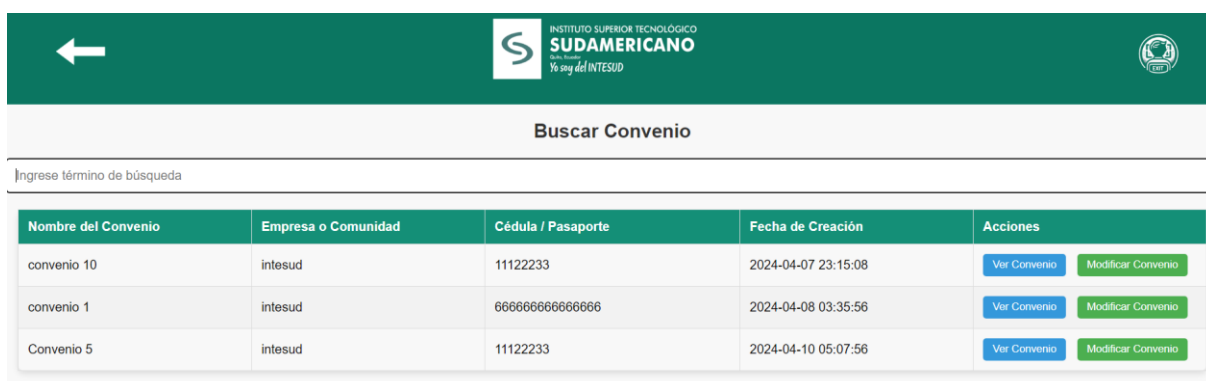 INSTITUTO SUPERIOR TECNOLÓGICO
SUDAMERICANO
Quito, Ecuador
Yo soy del INTESUD
EXIT
Buscar Convenio
Ingrese término de búsqueda
Nombre del Convenio Empresa o Comunidad Cédula / Pasaporte Fecha de Creación Acciones
convenio 10 intesud 11122233 2024-04-07 23:15:08 Ver Convenio Modificar Convenio
convenio 1 intesud 666666666666666 2024-04-08 03:35:56 Ver Convenio Modificar Convenio
Convenio 5 intesud 11122233 2024-04-10 05:07:56 Ver Convenio Modificar Convenio